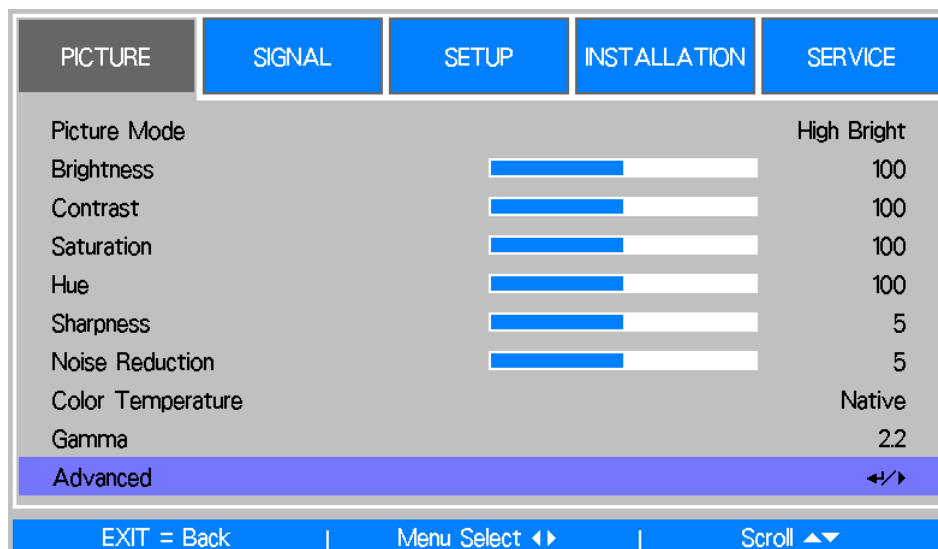 PICTURE SIGNAL SETUP INSTALLATION SERVICE
Picture Mode High Bright
Brightness 100
Contrast 100
Saturation 100
Hue 100
Sharpness 5
Noise Reduction 5
Color Temperature Native
Gamma 2.2
Advanced ↵/▶
EXIT = Back | Menu Select ◀▶ | Scroll ▲▼